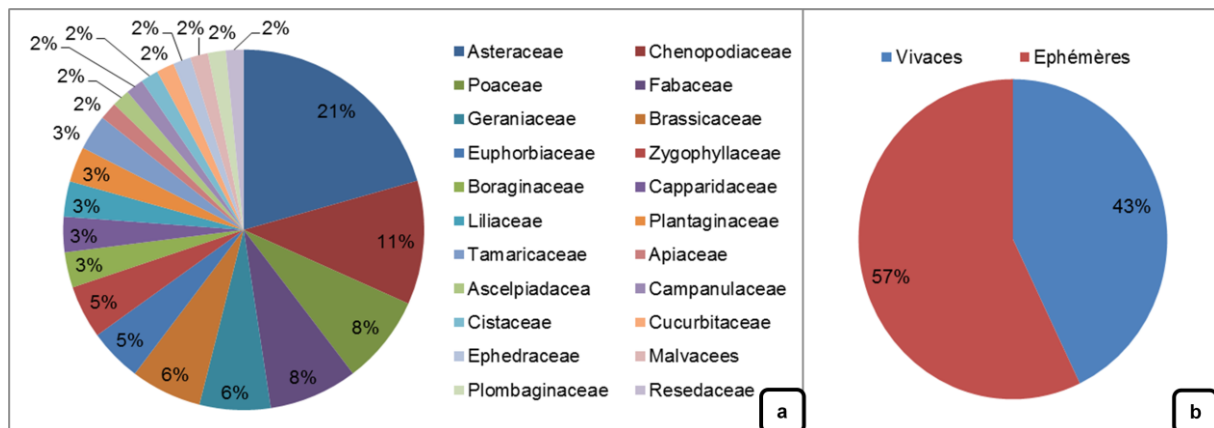 2% 2% 2%
2% 2%
2% 2%
2%
2%
3%
3%
3%
3%
3%
5%
5%
6%
6%
8%
8%
11%
21%
Asteraceae Chenopodiaceae
Poaceae Fabaceae
Geraniaceae Brassicaceae
Euphorbiaceae Zygophyllaceae
Boraginaceae Capparidaceae
Liliaceae Plantaginaceae
Tamaricaceae Apiaceae
Ascelpiadacea Campanulaceae
Cistaceae Cucurbitaceae
Ephedraceae Malvacees
Plombaginaceae Resedaceae
a
Vivaces Ephémères
43%
57%
b